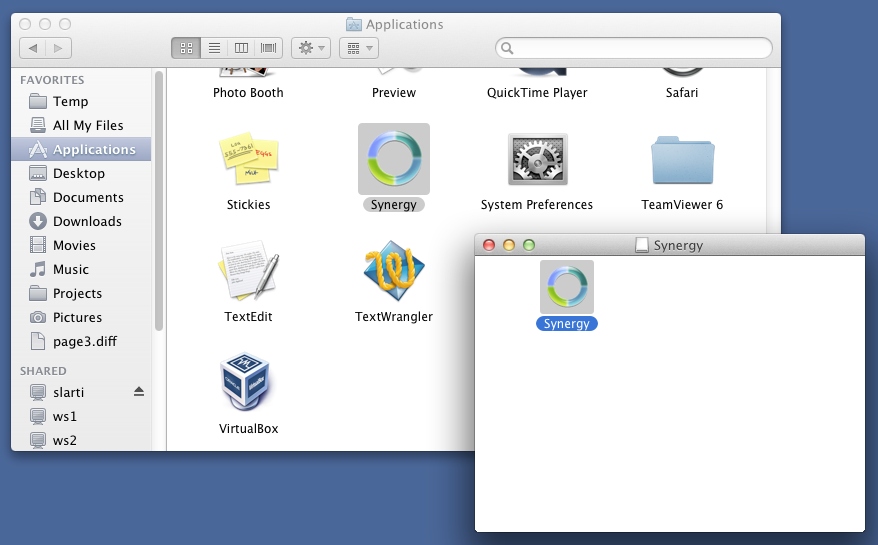 Applications
FAVORITES
Temp
All My Files
Applications
Desktop
Documents
Downloads
Movies
Music
Projects
Pictures
page3.diff
SHARED
slarti
ws1
ws2
Photo Booth
Preview
QuickTime Player
Safari
Stickies
Synergy
System Preferences
TeamViewer 6
TextEdit
TextWrangler
VirtualBox
Synergy
Synergy